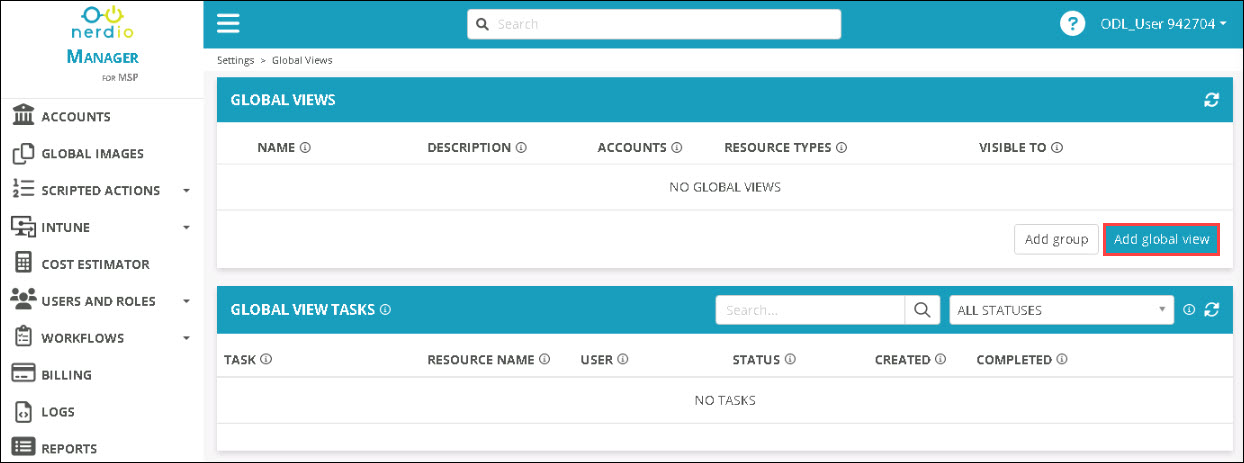 nerdio
MANAGER
FOR MSP
ACCOUNTS
GLOBAL IMAGES
SCRIPTED ACTIONS
INTUNE
COST ESTIMATOR
USERS AND ROLES
WORKFLOWS
BILLING
LOGS
REPORTS
Search
ODL_User 942704
Settings > Global Views
GLOBAL VIEWS
NAME DESCRIPTION ACCOUNTS RESOURCE TYPES VISIBLE TO
NO GLOBAL VIEWS
Add group Add global view
GLOBAL VIEW TASKS Search... ALL STATUSES
TASK RESOURCE NAME USER STATUS CREATED COMPLETED
NO TASKS